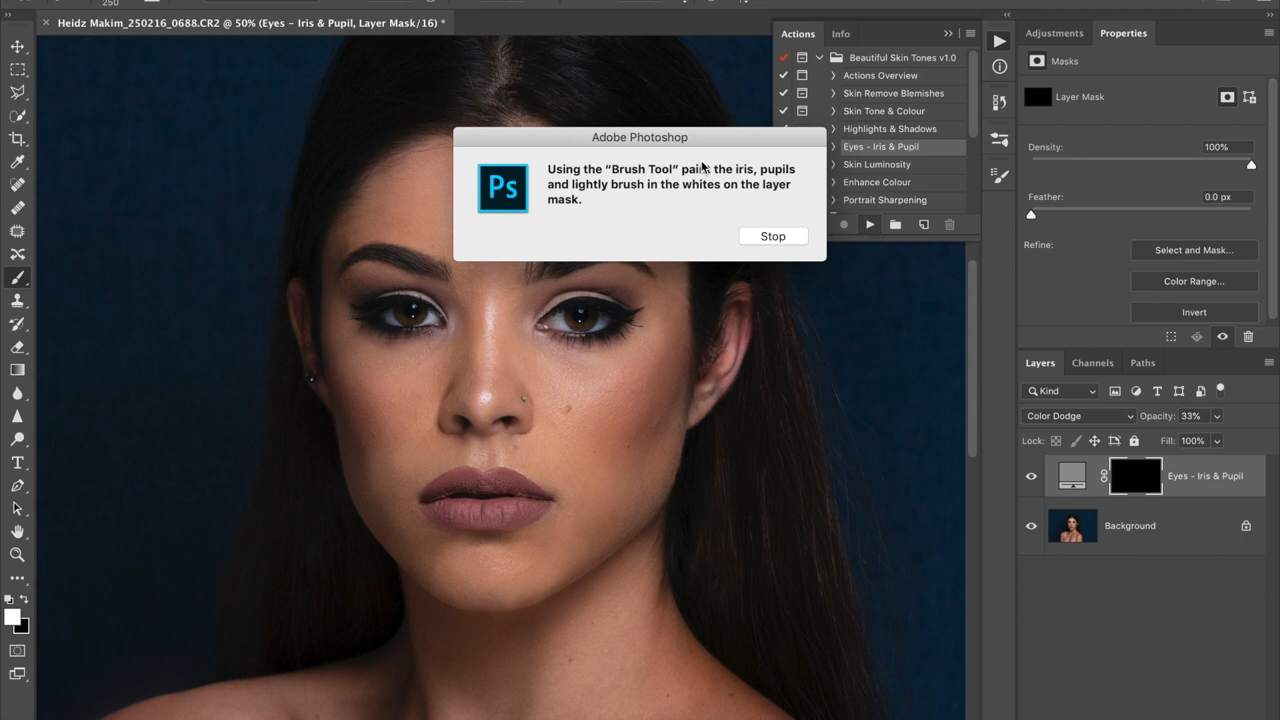 250
Heidz Makim_250216_0688.CR2 @ 50% (Eyes - Iris & Pupil, Layer Mask/16) *
Actions
Info
Beautiful Skin Tones v1.0
Actions Overview
Skin Remove Blemishes
Skin Tone & Colour
Highlights & Shadows
Eyes - Iris & Pupil
Skin Luminosity
Enhance Colour
Portrait Sharpening
Adobe Photoshop
Ps
Using the “Brush Tool” paint the iris, pupils
and lightly brush in the whites on the layer
mask.
Stop
Adjustments
Properties
Masks
Layer Mask
Density:
100%
Feather:
0.0 px
Refine:
Select and Mask...
Color Range...
Invert
Layers
Channels
Paths
Kind
Color Dodge
Opacity: 33%
Lock:
Fill: 100%
Eyes - Iris & Pupil
Background